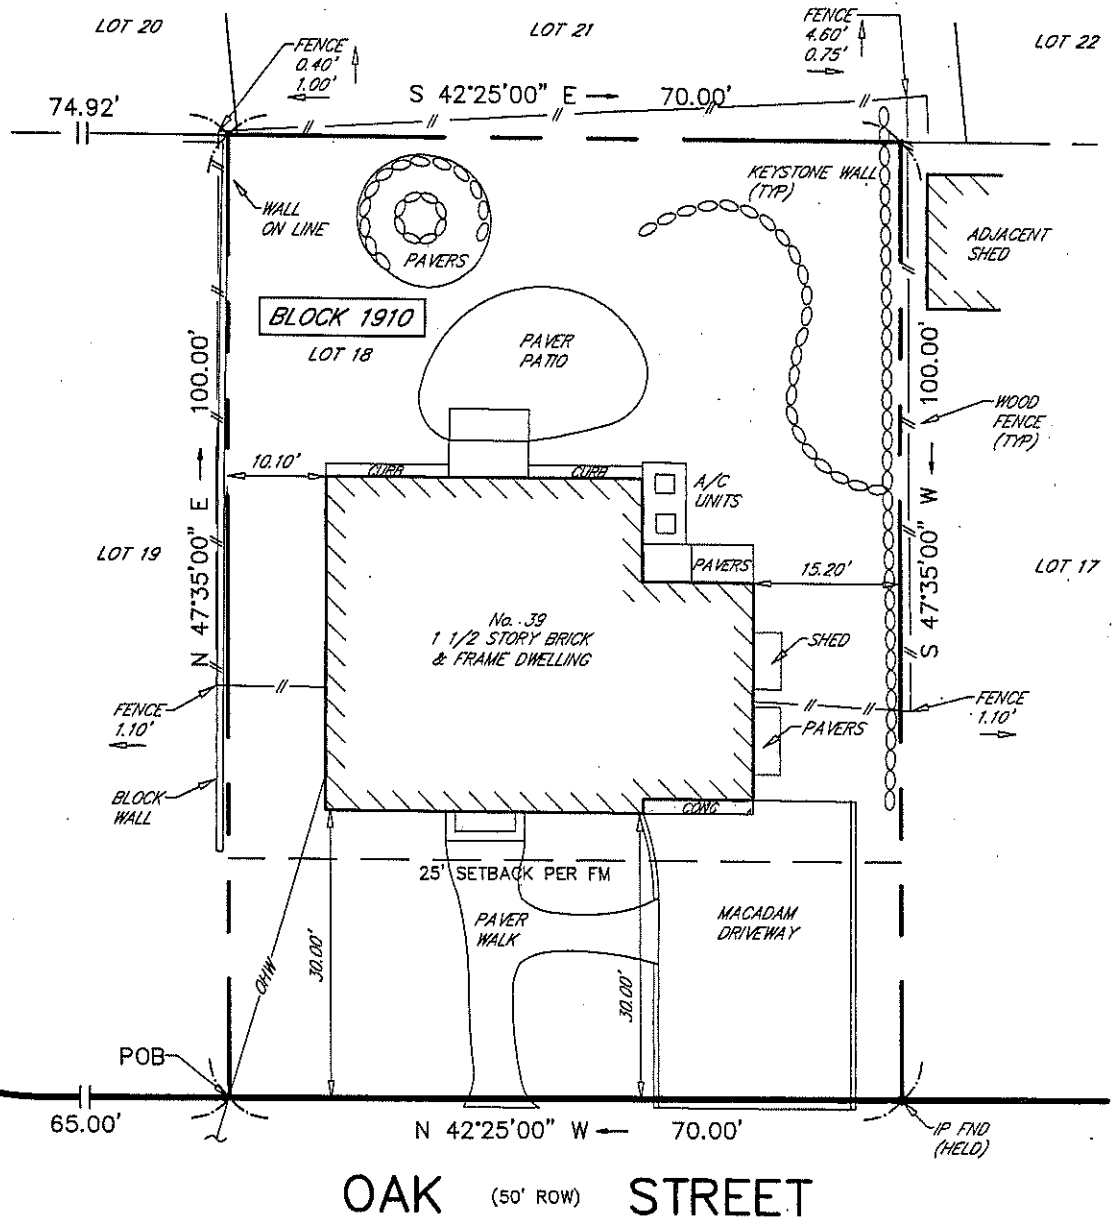 LOT 20
LOT 21
LOT 22
FENCE
0.40'
1.00'
FENCE
4.60'
0.75'
74.92'
S 42°25'00" E
70.00'
WALL
ON LINE
PAVERS
KEYSTONE WALL
(TYP)
ADJACENT
SHED
BLOCK 1910
LOT 18
PAVER
PATIO
N 47°35'00" E 100.00'
S 47°35'00" W 100.00'
WOOD
FENCE
(TYP)
10.10'
CURB
CURB
A/C
UNITS
LOT 19
PAVERS
15.20'
LOT 17
No. 39
1 1/2 STORY BRICK
& FRAME DWELLING
SHED
FENCE
1.10'
PAVERS
FENCE
1.10'
BLOCK
WALL
CONC
25' SETBACK PER FM
PAVER
WALK
MACADAM
DRIVEWAY
OHW
30.00'
30.00'
POB
65.00'
N 42°25'00" W
70.00'
IP FND
(HELD)
OAK (50' ROW) STREET